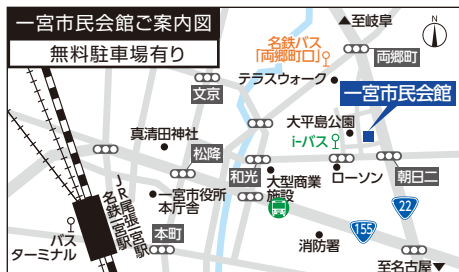 一宮市民会館ご案内図
無料駐車場有り
▲至岐阜
N
名鉄バス
「両郷町口」
両郷町
テラスウォーク
文京
一宮市民会館
大平島公園
真清田神社
i-バス
松降
和光
大型商業
施設
ローソン
朝日二
一宮市役所
本庁舎
JR尾張一宮駅
名鉄一宮駅
22
155
バス
ターミナル
本町
消防署
至名古屋▼